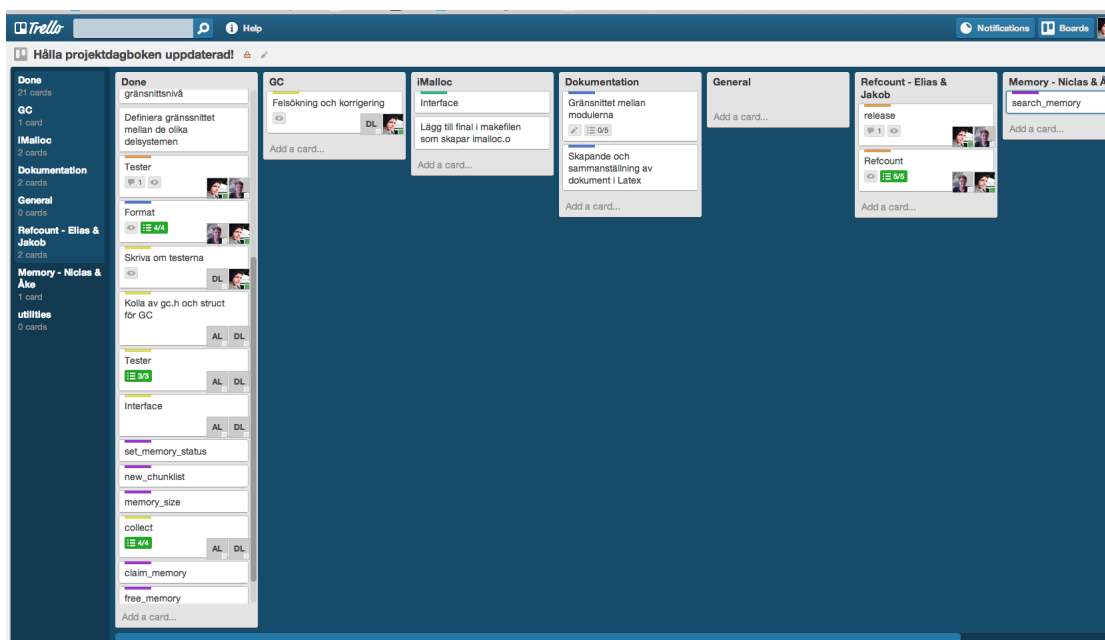 Trello
Help
Notifications
Boards
Hålla projektdagboken uppdaterad!
Done
21 cards
GC
1 card
iMalloc
2 cards
Dokumentation
2 cards
General
0 cards
Refcount - Elias &
Jakob
2 cards
Memory - Niclas &
Åke
1 card
utilities
0 cards
Done
gränsnittsnivå
Definiera gränssnittet
mellan de olika
delsystemen
Tester
1
Format
4/4
Skriva om testerna
DL
Kolla av gc.h och struct
för GC
AL DL
Tester
3/3
AL DL
Interface
AL DL
set_memory_status
new_chunklist
memory_size
collect
4/4
AL DL
claim_memory
free_memory
Add a card...
GC
Felsökning och korrigering
DL
Add a card...
iMalloc
Interface
Lägg till final i makefilen
som skapar imalloc.o
Add a card...
Dokumentation
Gränsnittet mellan
modulerna
0/5
Skapande och
sammanställning av
dokument i Latex
Add a card...
General
Add a card...
Refcount - Elias &
Jakob
release
1
Refcount
5/5
Add a card...
Memory - Niclas &
search_memory
Add a card...